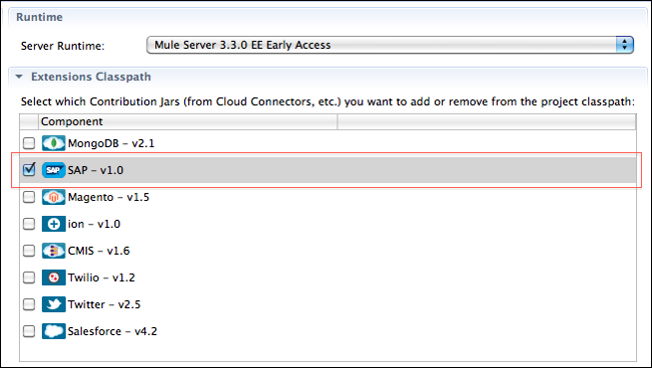 Runtime
Server Runtime: Mule Server 3.3.0 EE Early Access
Extensions Classpath
Select which Contribution Jars (from Cloud Connectors, etc.) you want to add or remove from the project classpath:
Component
MongoDB – v2.1
SAP SAP – v1.0
Magento – v1.5
ion – v1.0
CMIS – v1.6
Twilio – v1.2
Twitter – v2.5
Salesforce – v4.2